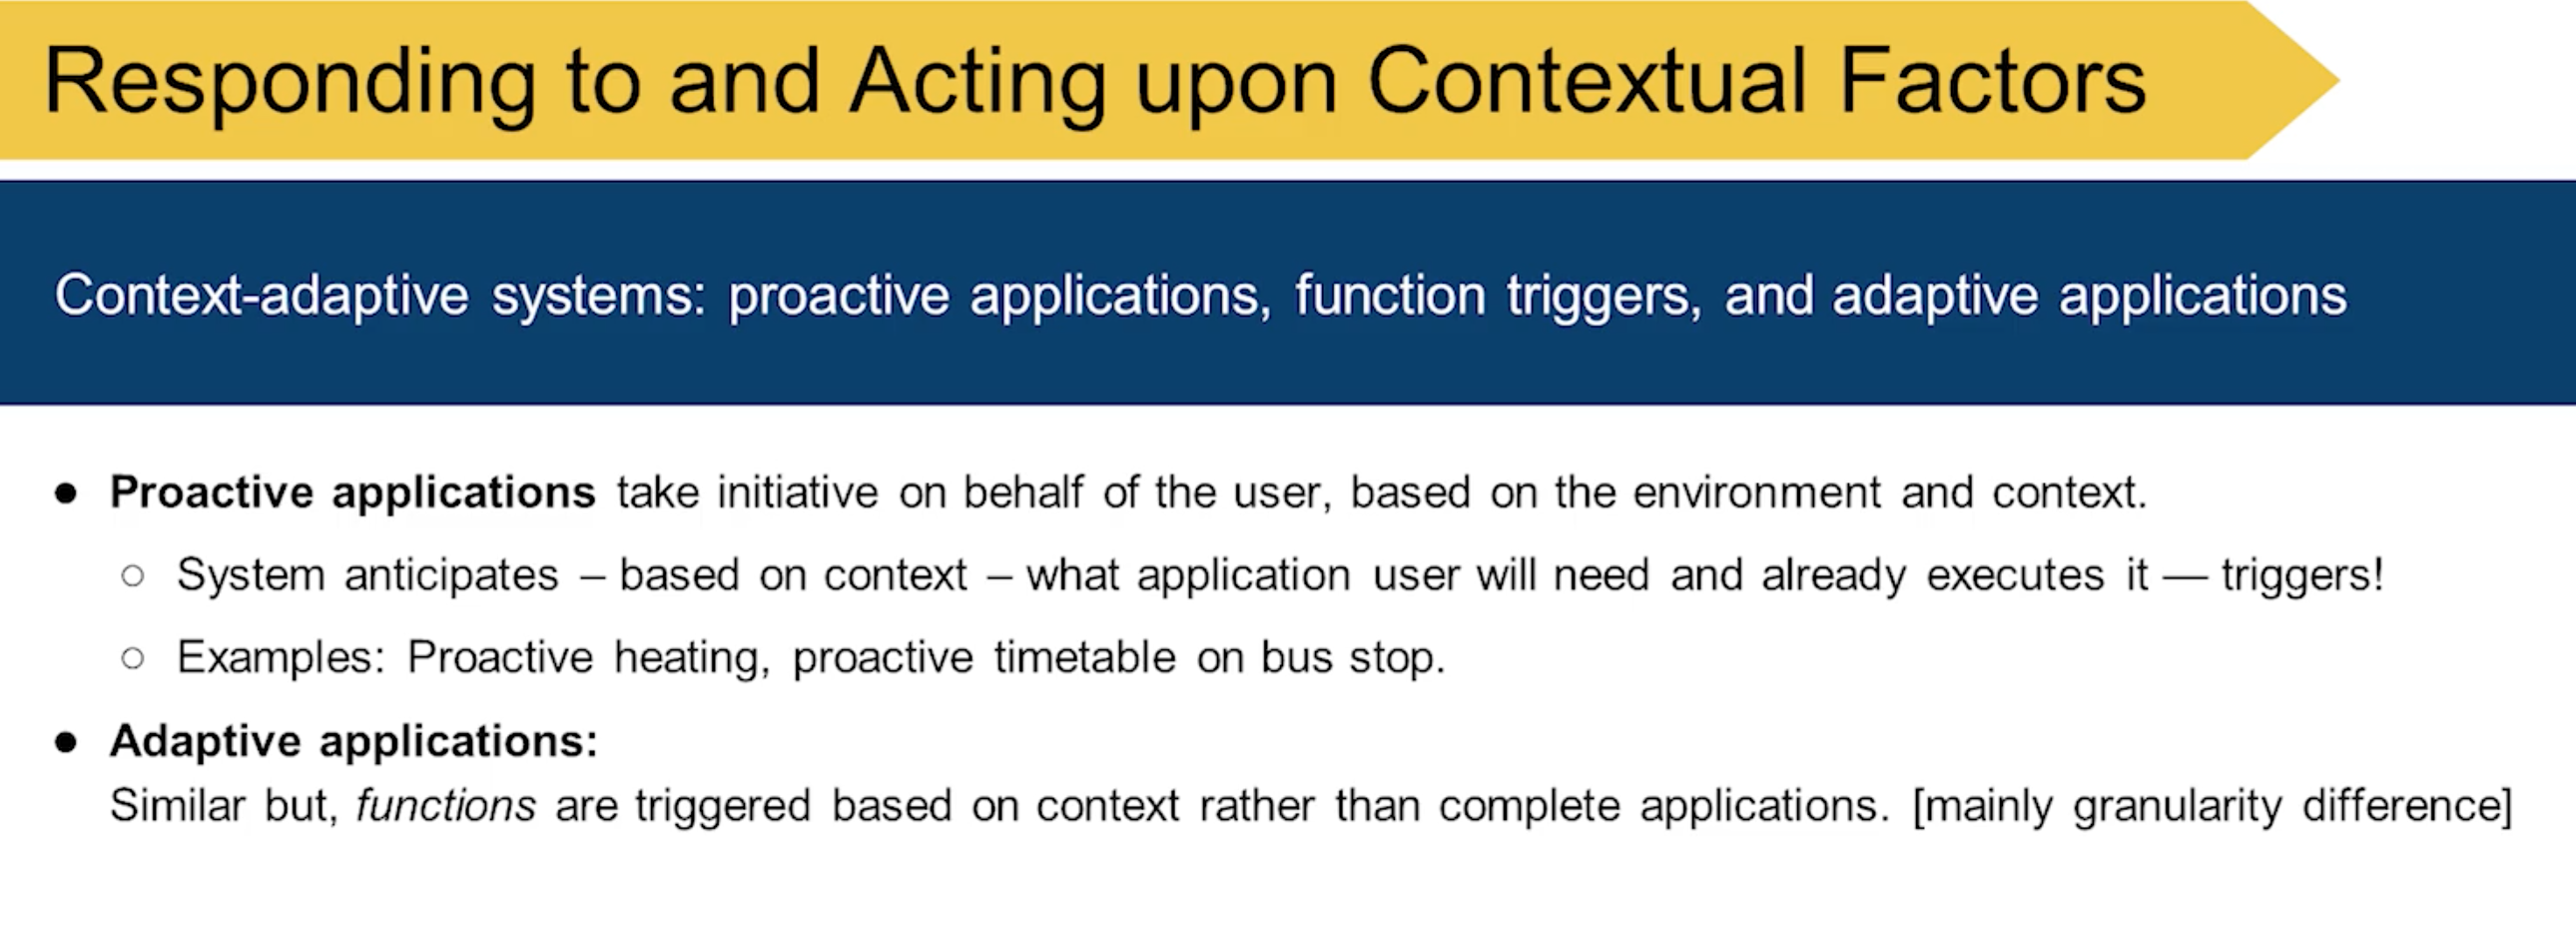 Responding to and Acting upon Contextual Factors
Context-adaptive systems: proactive applications, function triggers, and adaptive applications
● Proactive applications take initiative on behalf of the user, based on the environment and context.
○ System anticipates – based on context – what application user will need and already executes it — triggers!
○ Examples: Proactive heating, proactive timetable on bus stop.
● Adaptive applications:
Similar but, functions are triggered based on context rather than complete applications. [mainly granularity difference]